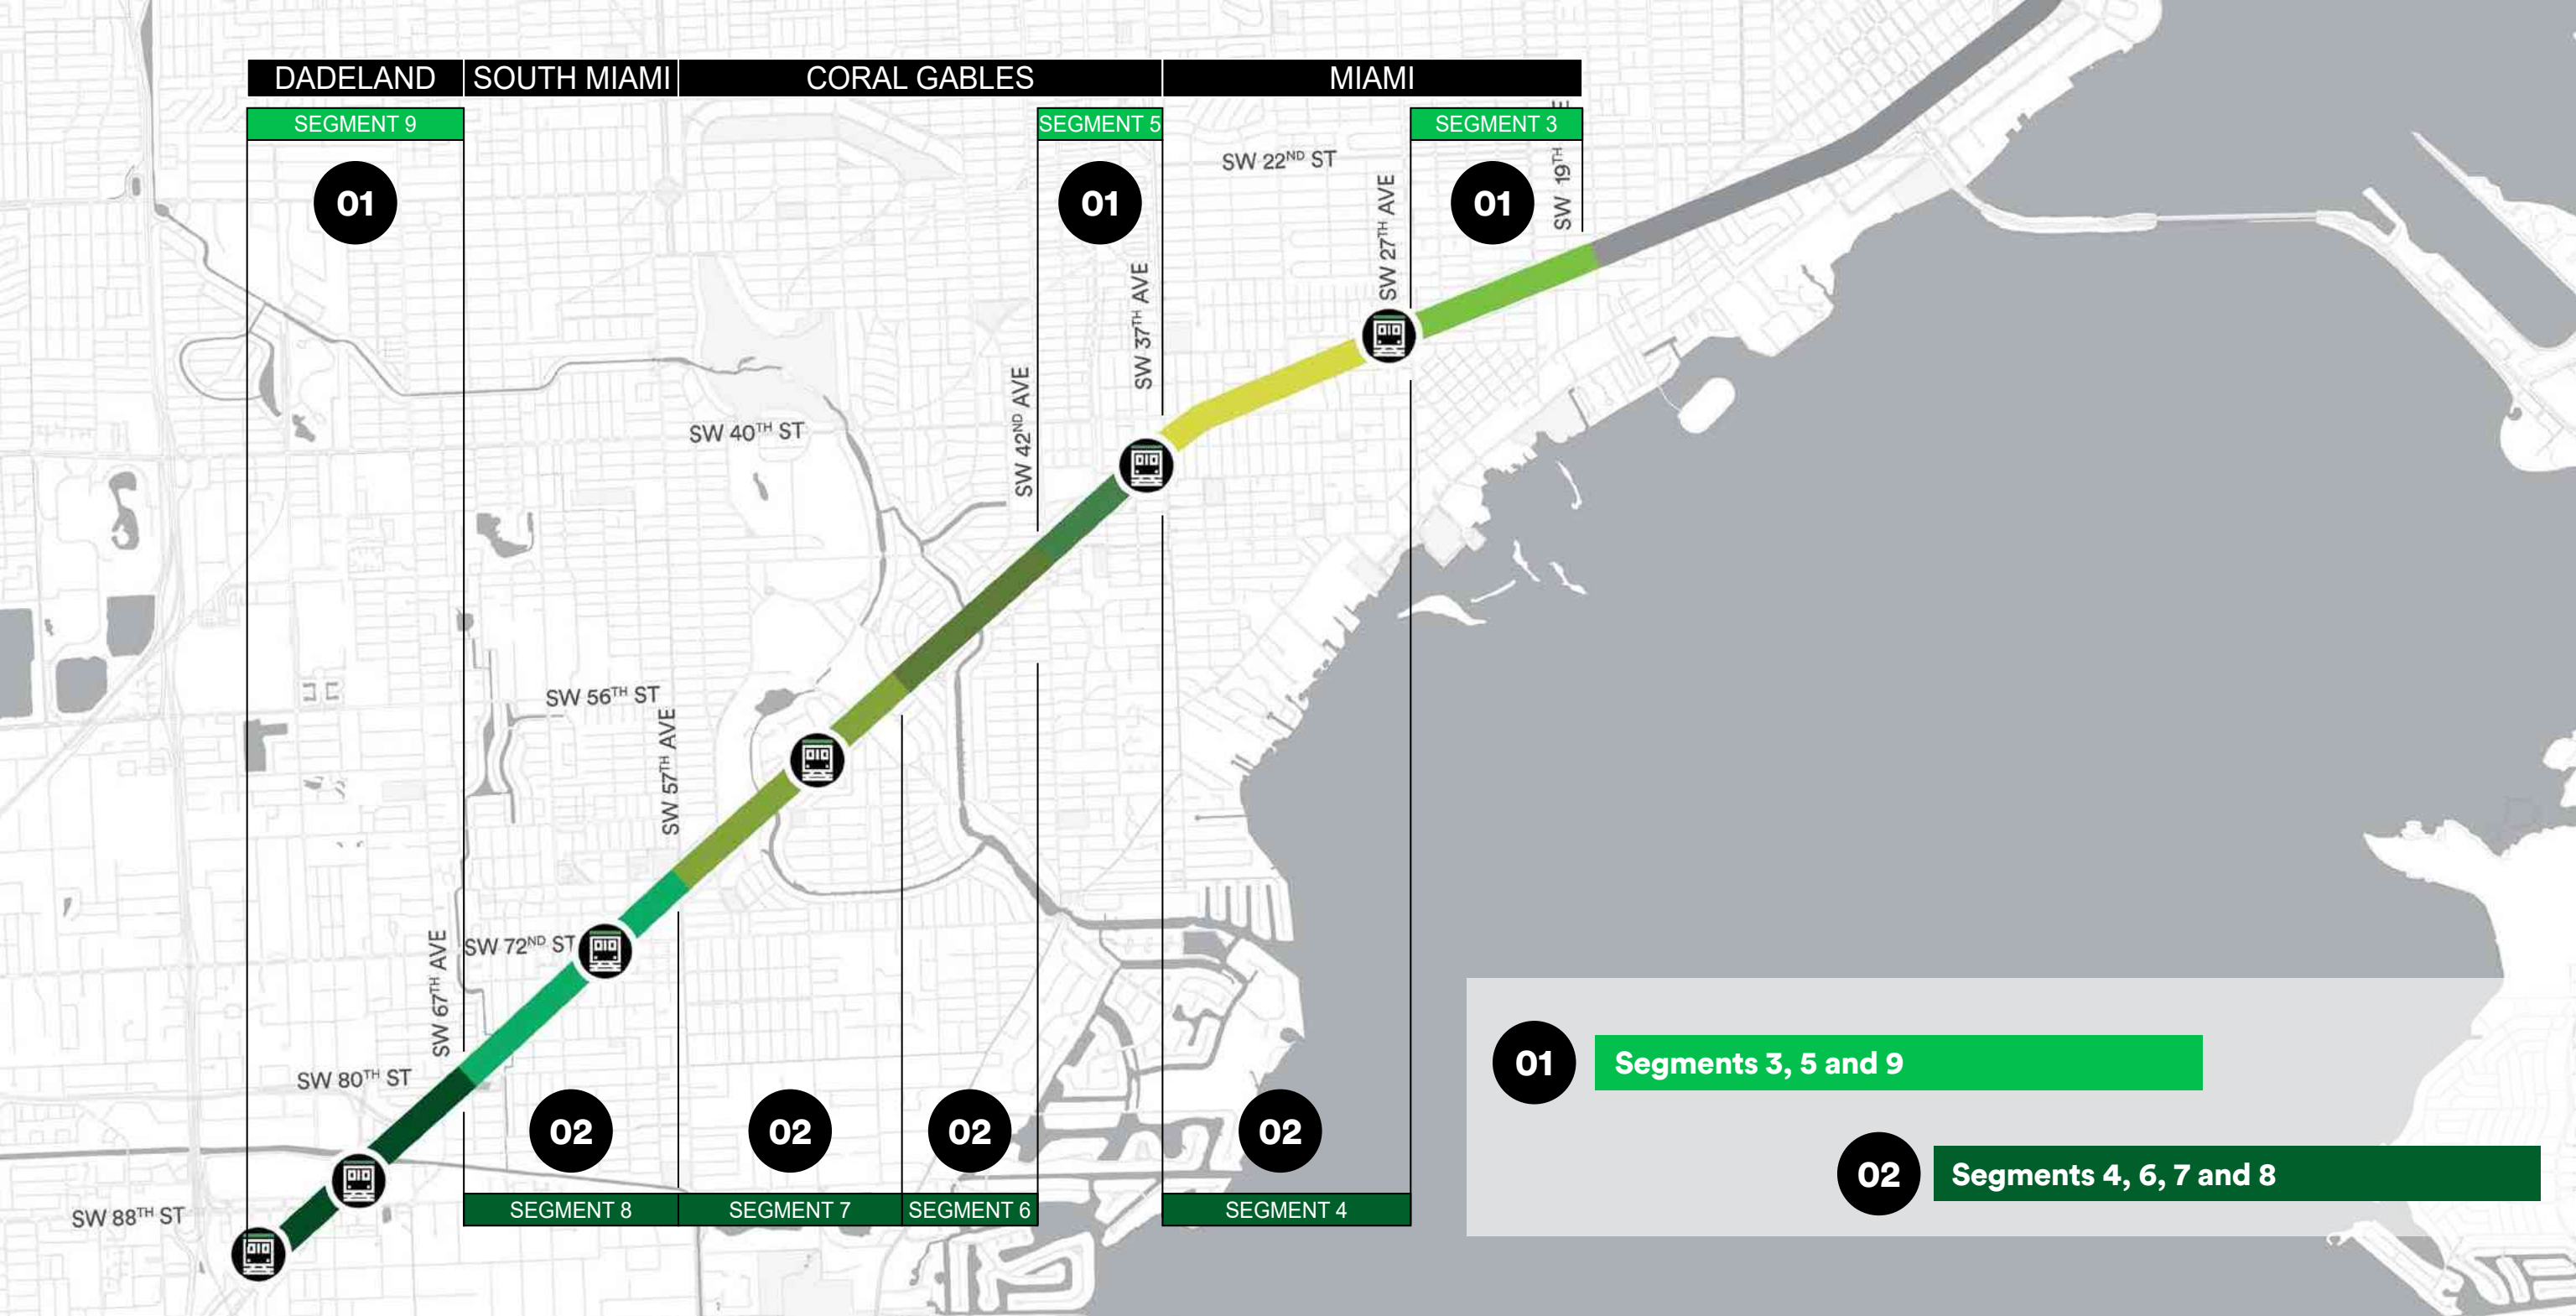 DADELAND
SOUTH MIAMI
CORAL GABLES
MIAMI
SEGMENT 9
SEGMENT 5
SEGMENT 3
01
01
01
SW 22ND ST
SW 19TH
SW 27TH AVE
SW 37TH AVE
SW 42ND AVE
SW 40TH ST
SW 56TH ST
SW 57TH AVE
SW 72ND ST
SW 67TH AVE
SW 80TH ST
SW 88TH ST
02
02
02
02
SEGMENT 8
SEGMENT 7
SEGMENT 6
SEGMENT 4
01
Segments 3, 5 and 9
02
Segments 4, 6, 7 and 8